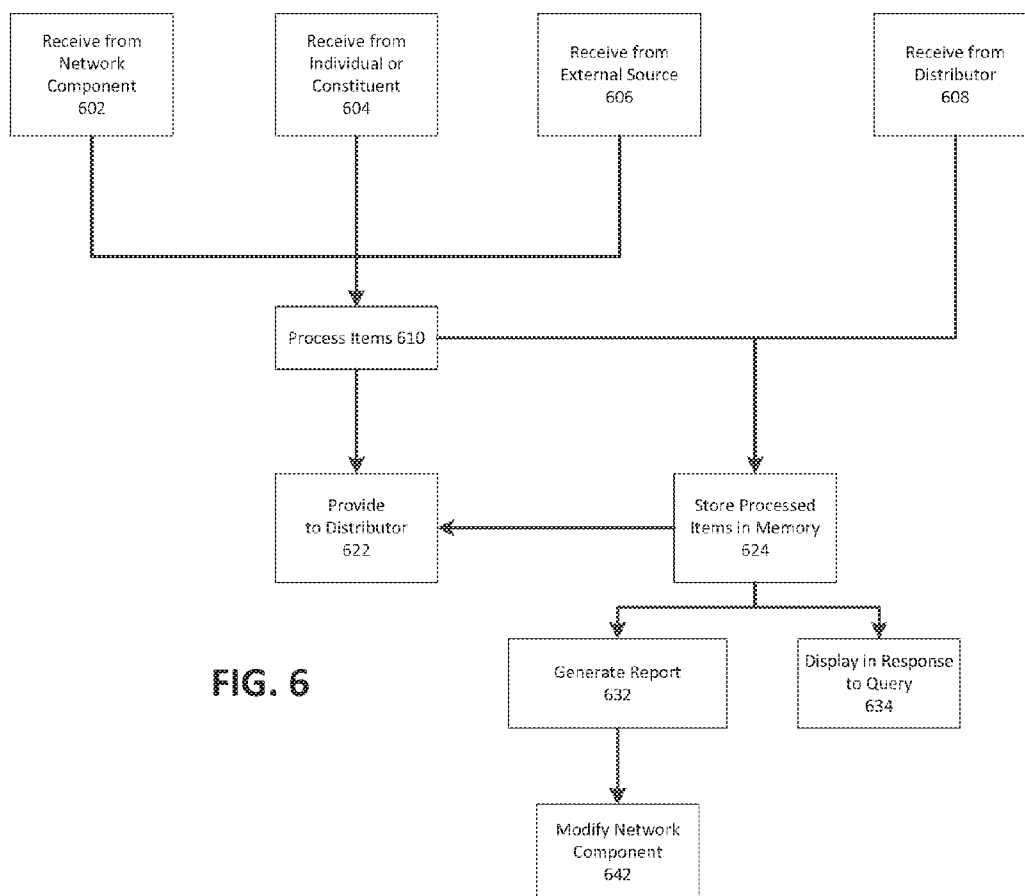 Receive from
Network
Component
602
Receive from
Individual or
Constituent
604
Receive from
External Source
606
Receive from
Distributor
608
Process Items 610
Provide
to Distributor
622
Store Processed
Items in Memory
624
FIG. 6
Generate Report
632
Display in Response
to Query
634
Modify Network
Component
642